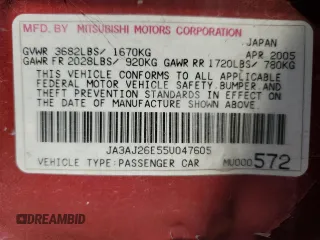 MFD. BY MITSUBISHI MOTORS CORPORATION
JAPAN
GVWR 3682LBS/ 1670KG APR 2005
GAWR FR 2028LBS/ 920KG GAWR RR 1720LBS/ 780KG
THIS VEHICLE CONFORMS TO ALL APPLICABLE
FEDERAL MOTOR VEHICLE SAFETY, BUMPER, AND
THEFT PREVENTION STANDARDS IN EFFECT ON
THE DATE OF MANUFACTURE SHOWN ABOVE.
JA3AJ26E55U047605
VEHICLE TYPE: PASSENGER CAR MU000572
DREAMBID